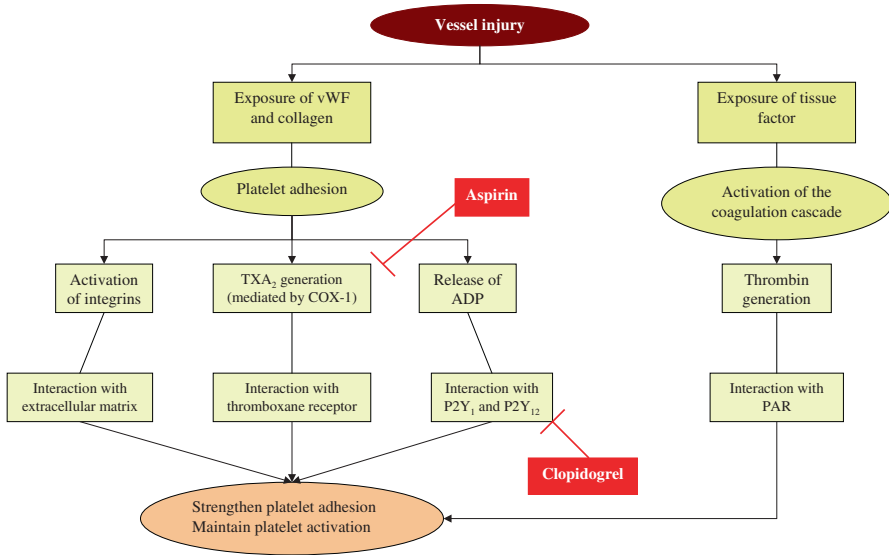 Vessel injury
Exposure of vWF
and collagen
Exposure of tissue
factor
Platelet adhesion
Aspirin
Activation of the
coagulation cascade
Activation
of integrins
TXA₂ generation
(mediated by COX-1)
Release of
ADP
Thrombin
generation
Interaction with
extracellular matrix
Interaction with
thromboxane receptor
Interaction with
P2Y₁ and P2Y₁₂
Interaction with
PAR
Clopidogrel
Strengthen platelet adhesion
Maintain platelet activation